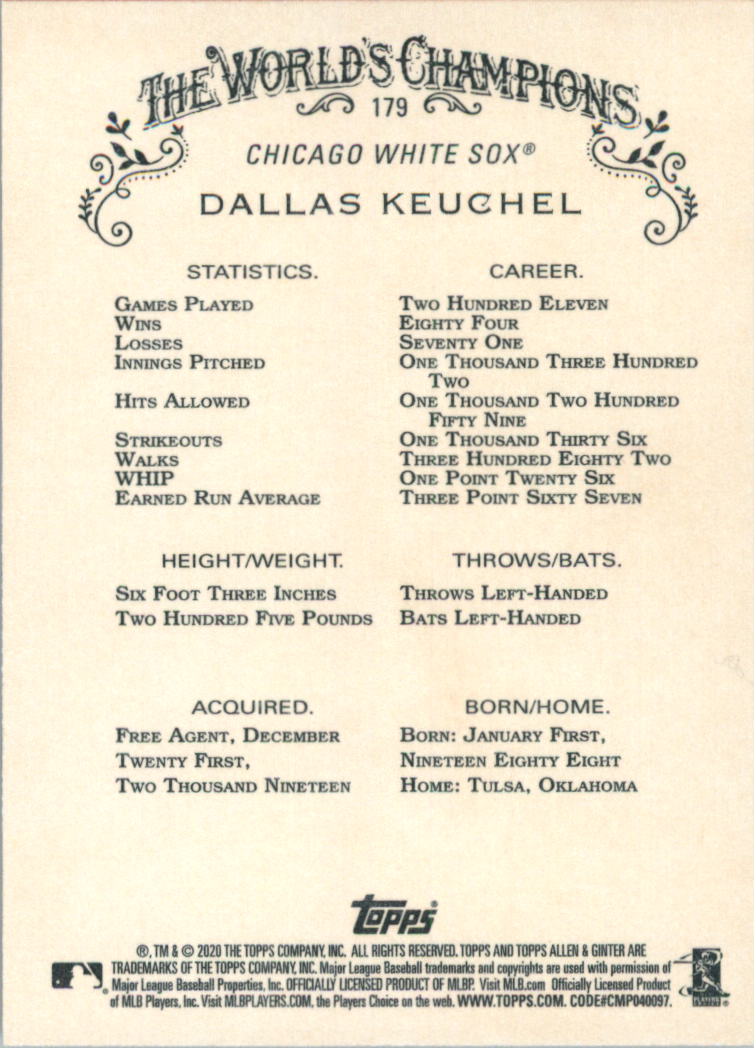 THE WORLD'S CHAMPIONS
179
CHICAGO WHITE SOX®
DALLAS KEUCHEL
STATISTICS. CAREER.
GAMES PLAYED TWO HUNDRED ELEVEN
WINS EIGHTY FOUR
LOSSES SEVENTY ONE
INNINGS PITCHED ONE THOUSAND THREE HUNDRED
TWO
HITS ALLOWED ONE THOUSAND TWO HUNDRED
FIFTY NINE
STRIKEOUTS ONE THOUSAND THIRTY SIX
WALKS THREE HUNDRED EIGHTY TWO
WHIP ONE POINT TWENTY SIX
EARNED RUN AVERAGE THREE POINT SIXTY SEVEN
HEIGHT/WEIGHT. THROWS/BATS.
SIX FOOT THREE INCHES THROWS LEFT-HANDED
TWO HUNDRED FIVE POUNDS BATS LEFT-HANDED
ACQUIRED. BORN/HOME.
FREE AGENT, DECEMBER BORN: JANUARY FIRST,
TWENTY FIRST, NINETEEN EIGHTY EIGHT
TWO THOUSAND NINETEEN HOME: TULSA, OKLAHOMA
Topps®
®, TM & © 2020 THE TOPPS COMPANY, INC. ALL RIGHTS RESERVED. TOPPS AND TOPPS ALLEN & GINTER ARE
TRADEMARKS OF THE TOPPS COMPANY, INC. Major League Baseball trademarks and copyrights are used with permission of
Major League Baseball Properties, Inc. OFFICIALLY LICENSED PRODUCT OF MLBP. Visit MLB.com Officially Licensed Product
of MLB Players, Inc. Visit MLBPLAYERS.COM, the Players Choice on the web. WWW.TOPPS.COM. CODE#CMP040097.